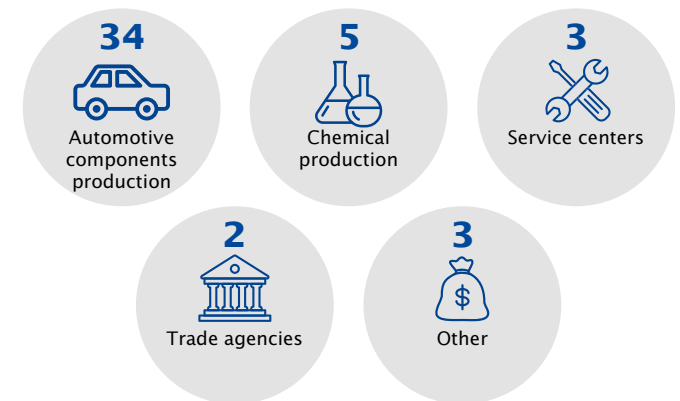 34
Automotive
components
production
5
Chemical
production
3
Service centers
2
Trade agencies
3
$
Other